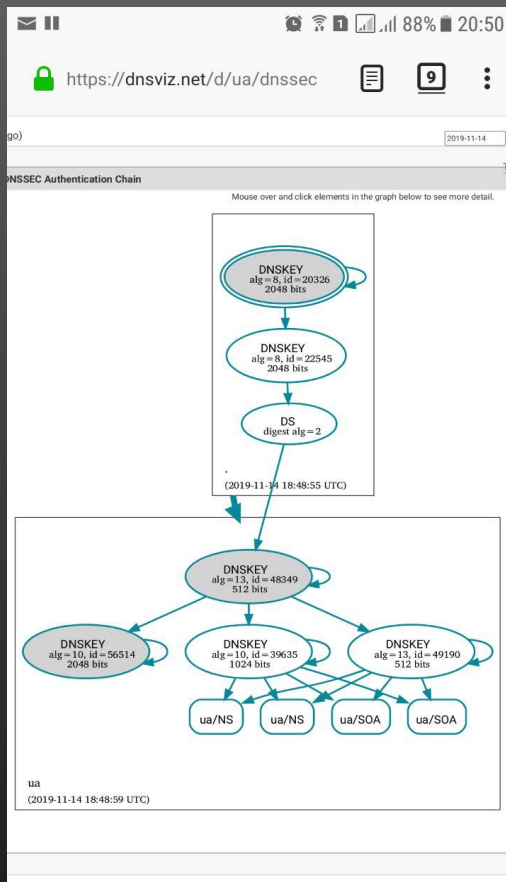 1
88%
20:50
https://dnsviz.net/d/ua/dnssec
9
go)
2019-11-14
DNSSEC Authentication Chain
Mouse over and click elements in the graph below to see more detail.
DNSKEY
alg=8, id=20326
2048 bits
DNSKEY
alg=8, id=22545
2048 bits
DS
digest alg=2
.
(2019-11-14 18:48:55 UTC)
DNSKEY
alg=13, id=48349
512 bits
DNSKEY
alg=10, id=56514
2048 bits
DNSKEY
alg=10, id=39635
1024 bits
DNSKEY
alg=13, id=49190
512 bits
ua/NS
ua/NS
ua/SOA
ua/SOA
ua
(2019-11-14 18:48:59 UTC)